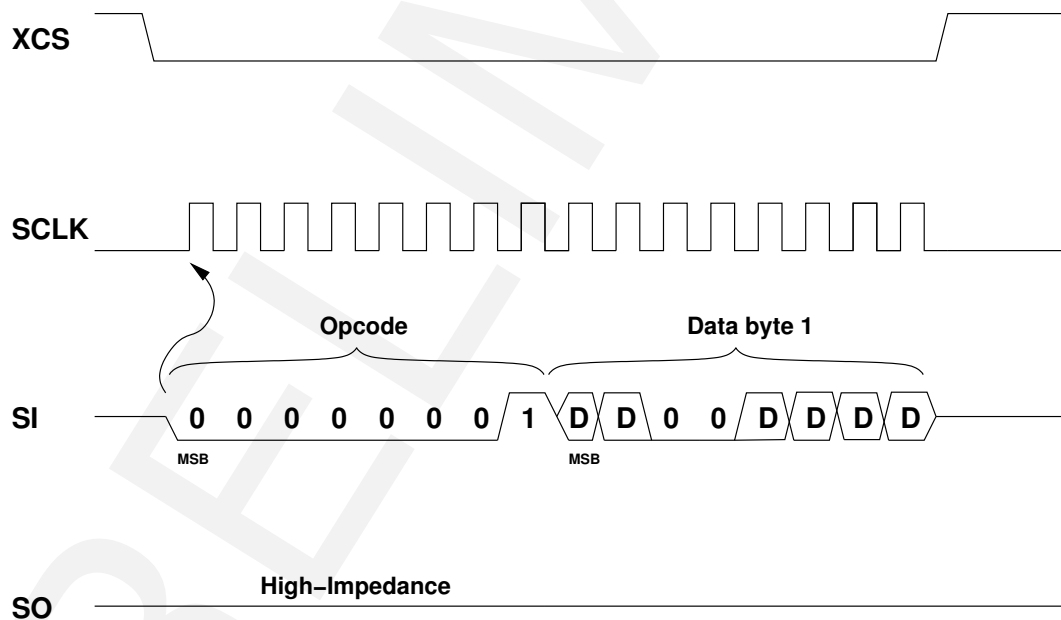 XCS
SCLK
Opcode Data byte 1
SI 0 0 0 0 0 0 0 1 D D 0 0 D D D D
MSB MSB
High–Impedance
SO